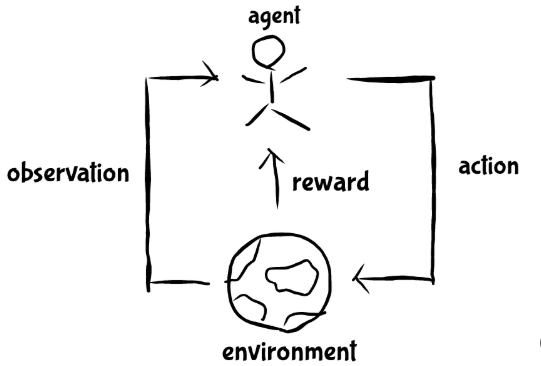 agent
observation
reward
action
environment